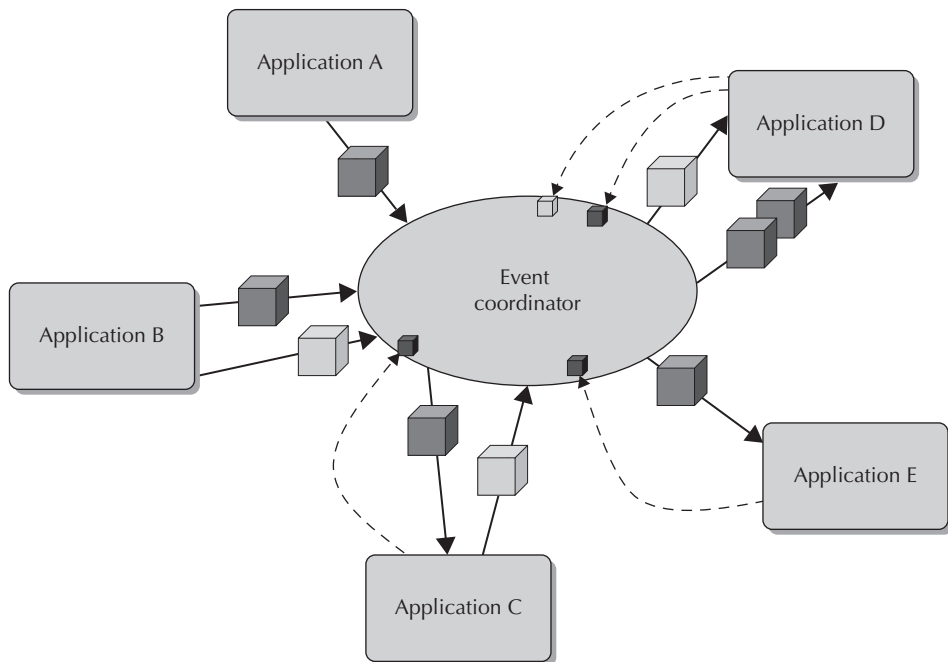 Application A
Application D
Event
coordinator
Application B
Application E
Application C